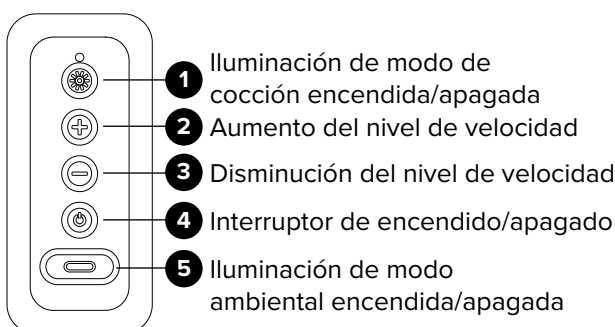 1 Iluminación de modo de
cocción encendida/apagada
2 Aumento del nivel de velocidad
3 Disminución del nivel de velocidad
4 Interruptor de encendido/apagado
5 Iluminación de modo
ambiental encendida/apagada